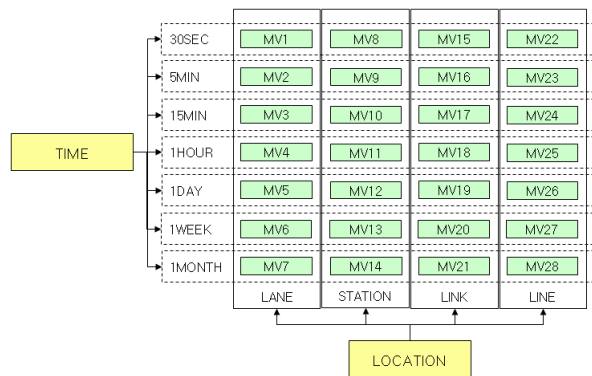 30SEC MV1 MV8 MV15 MV22
5MIN MV2 MV9 MV16 MV23
15MIN MV3 MV10 MV17 MV24
TIME
1HOUR MV4 MV11 MV18 MV25
1DAY MV5 MV12 MV19 MV26
1WEEK MV6 MV13 MV20 MV27
1MONTH MV7 MV14 MV21 MV28
LANE STATION LINK LINE
LOCATION